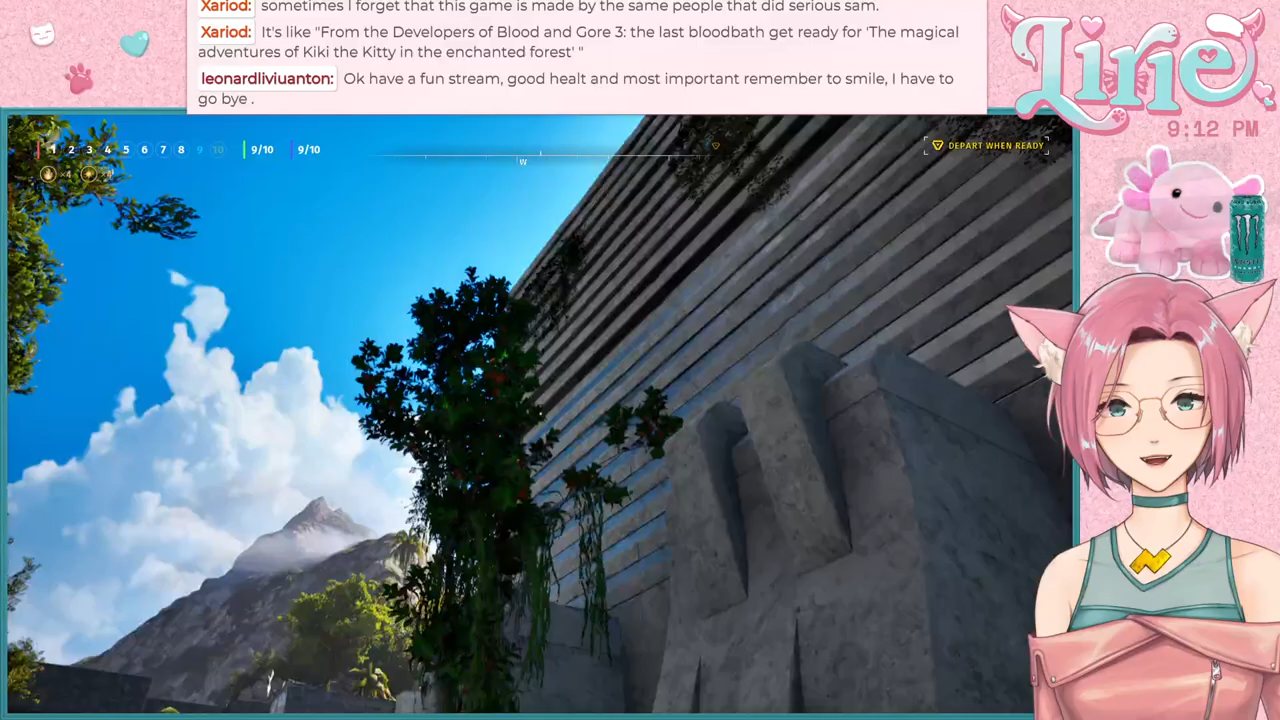 Xariod: sometimes I forget that this game is made by the same people that did serious sam.
Xariod: It's like "From the Developers of Blood and Gore 3: the last bloodbath get ready for 'The magical
adventures of Kiki the Kitty in the enchanted forest' "
leonardliviuanton: Ok have a fun stream, good healt and most important remember to smile, I have to
go bye .
Lirie
9:12 PM
1 2 3 4 5 6 7 8 9 10 9/10 9/10
W
DEPART WHEN READY
x4 x4